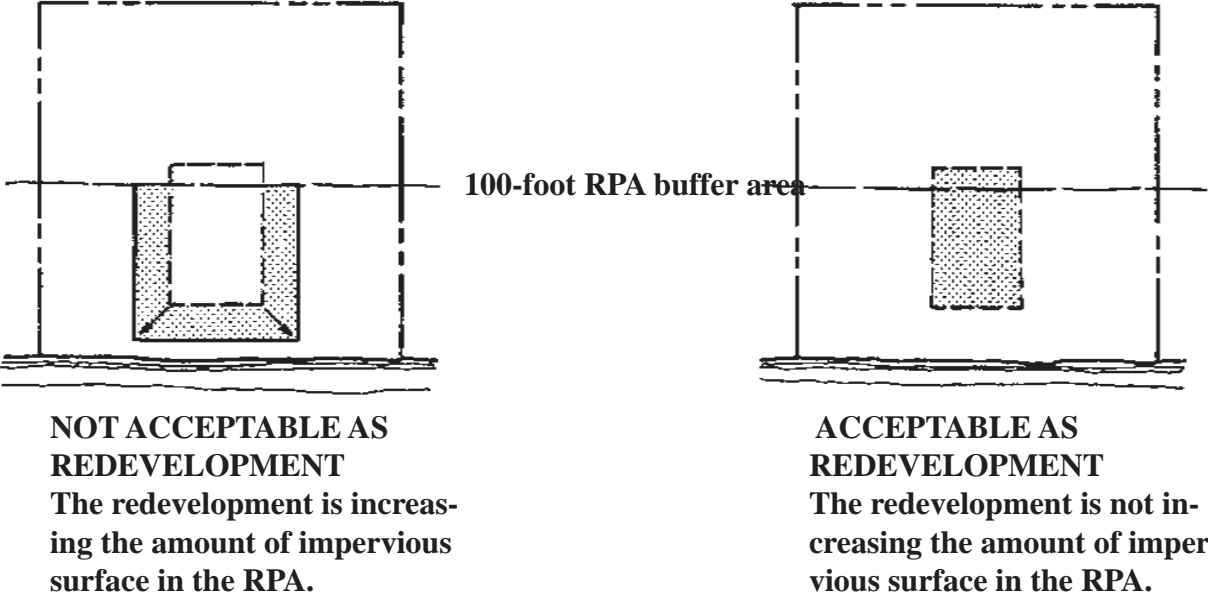 100-foot RPA buffer area
NOT ACCEPTABLE AS
REDEVELOPMENT
The redevelopment is increas-
ing the amount of impervious
surface in the RPA.
ACCEPTABLE AS
REDEVELOPMENT
The redevelopment is not in-
creasing the amount of imper
vious surface in the RPA.